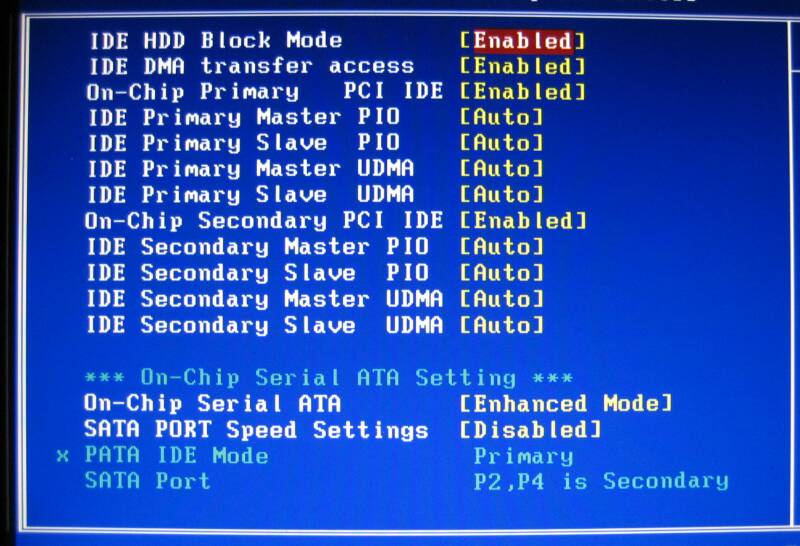 IDE HDD Block Mode [Enabled]
IDE DMA transfer access [Enabled]
On-Chip Primary PCI IDE [Enabled]
IDE Primary Master PIO [Auto]
IDE Primary Slave PIO [Auto]
IDE Primary Master UDMA [Auto]
IDE Primary Slave UDMA [Auto]
On-Chip Secondary PCI IDE [Enabled]
IDE Secondary Master PIO [Auto]
IDE Secondary Slave PIO [Auto]
IDE Secondary Master UDMA [Auto]
IDE Secondary Slave UDMA [Auto]
*** On-Chip Serial ATA Setting ***
On-Chip Serial ATA [Enhanced Mode]
SATA PORT Speed Settings [Disabled]
x PATA IDE Mode Primary
SATA Port P2,P4 is Secondary